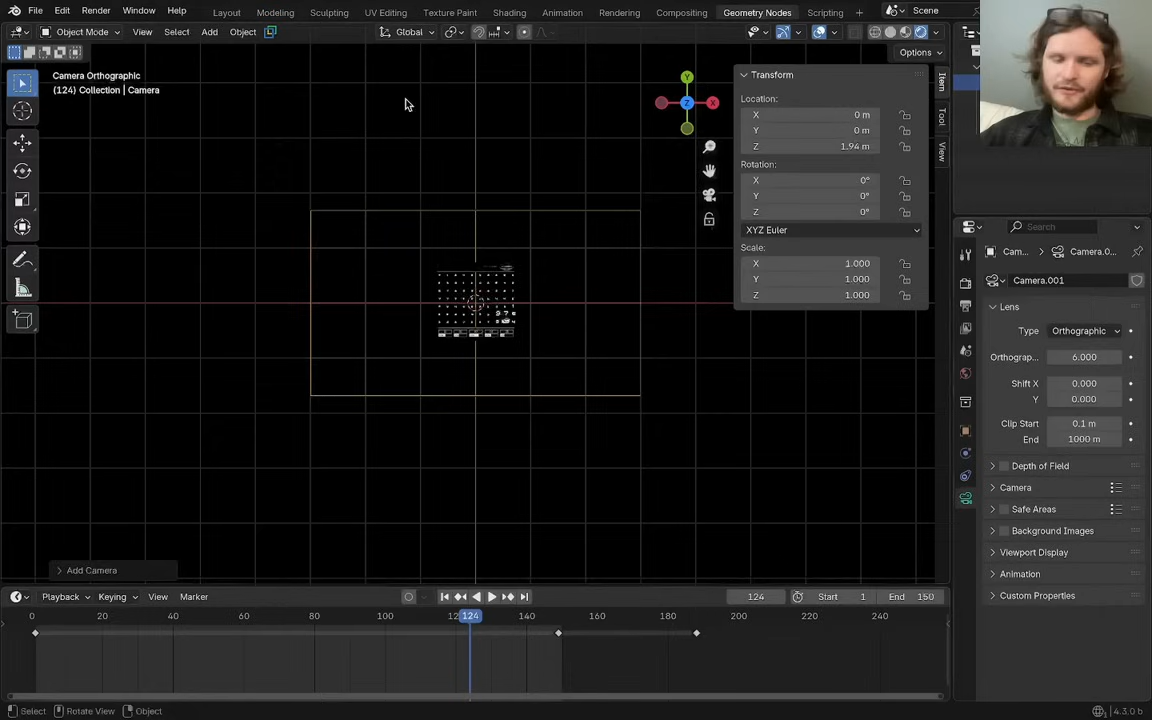 File Edit Render Window Help Layout Modeling Sculpting UV Editing Texture Paint Shading Animation Rendering Compositing Geometry Nodes Scripting Scene
Object Mode View Select Add Object Global
Options
Camera Orthographic
(124) Collection | Camera
Y
Z
X
Transform
Location:
X 0 m
Y 0 m
Z 1.94 m
Rotation:
X 0°
Y 0°
Z 0°
XYZ Euler
Scale:
X 1.000
Y 1.000
Z 1.000
Item
Tool
View
Search
Cam... Camera.0...
Camera.001
Lens
Type Orthographic
Orthograp... 6.000
Shift X 0.000
Y 0.000
Clip Start 0.1 m
End 1000 m
Depth of Field
Camera
Safe Areas
Background Images
Viewport Display
Animation
Custom Properties
Add Camera
Playback Keying View Marker 124 Start 1 End 150
0 20 40 60 80 100 12 124 140 160 180 200 220 240
Select Rotate View Object 4.3.0 b